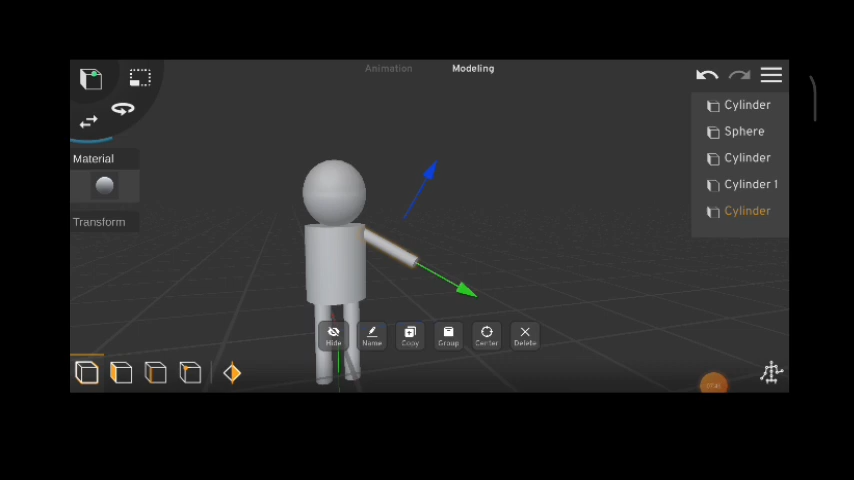 Animation Modeling
Cylinder
Material
Sphere
Cylinder
Cylinder 1
Transform
Cylinder
Hide Name Copy Group Center Delete